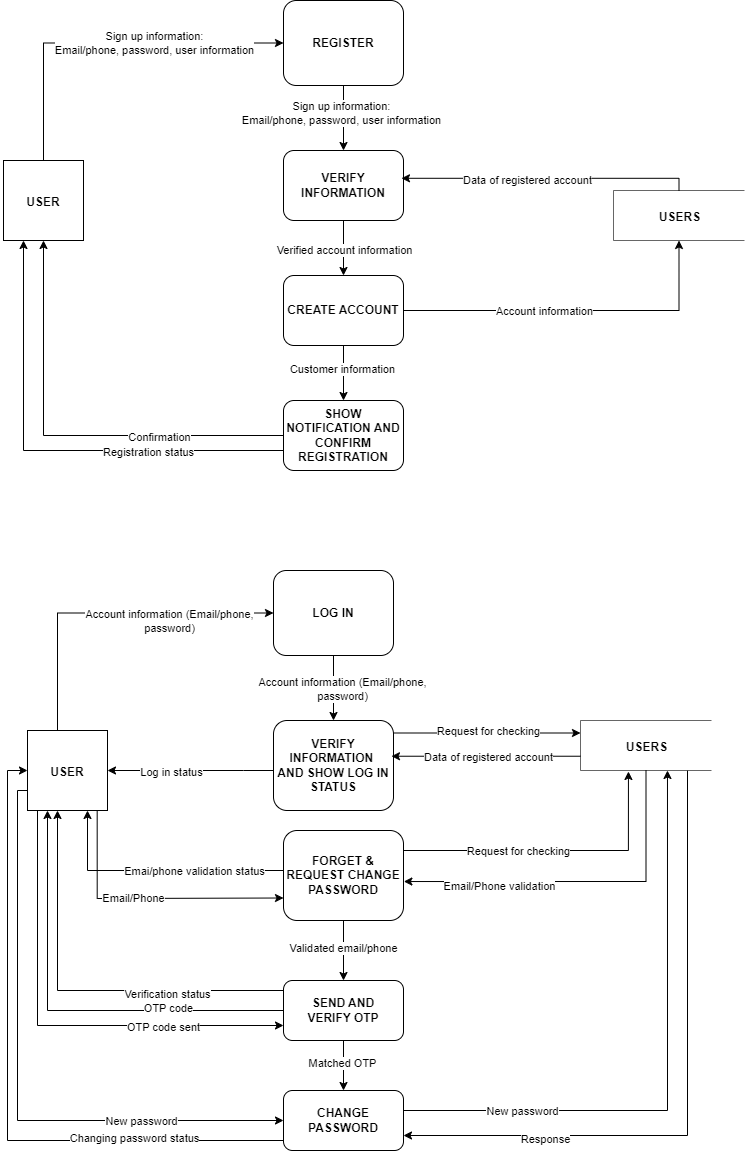 Sign up information:
Email/phone, password, user information
REGISTER
Sign up information:
Email/phone, password, user information
USER
VERIFY
INFORMATION
Data of registered account
USERS
Verified account information
CREATE ACCOUNT
Account information
Customer information
SHOW
NOTIFICATION AND
CONFIRM
REGISTRATION
Confirmation
Registration status
LOG IN
Account information (Email/phone,
password)
Account information (Email/phone,
password)
USER
VERIFY
INFORMATION
AND SHOW LOG IN
STATUS
Request for checking
Data of registered account
USERS
Log in status
FORGET &
REQUEST CHANGE
PASSWORD
Emai/phone validation status
Email/Phone
Request for checking
Email/Phone validation
Validated email/phone
SEND AND
VERIFY OTP
Verification status
OTP code
OTP code sent
Matched OTP
CHANGE
PASSWORD
New password
Changing password status
New password
Response